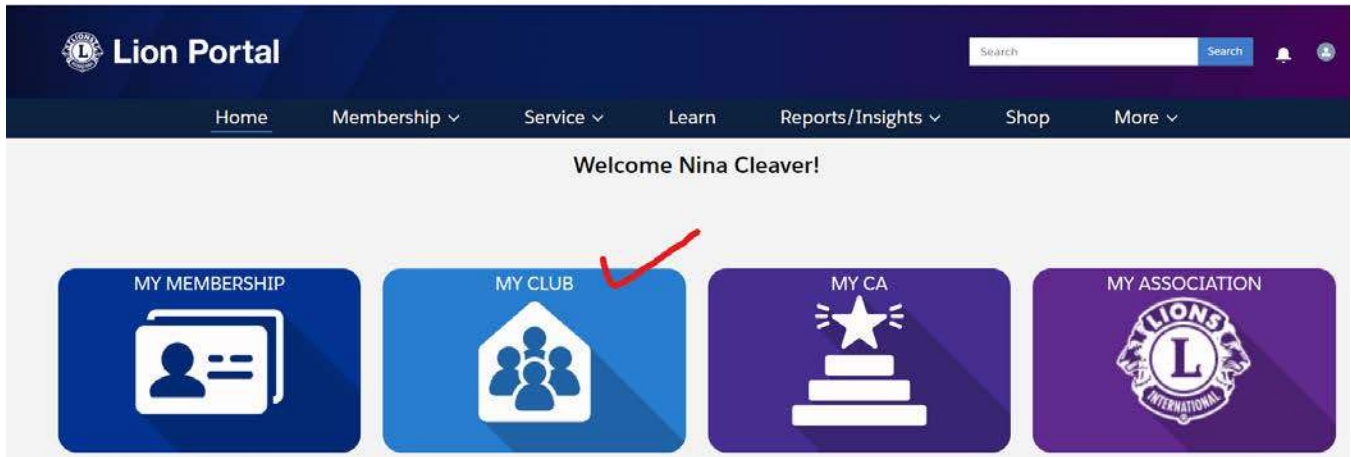 Lion Portal
Search Search
Home Membership Service Learn Reports/Insights Shop More
Welcome Nina Cleaver!
MY MEMBERSHIP MY CLUB MY CA MY ASSOCIATION
LIONS
L
INTERNATIONAL